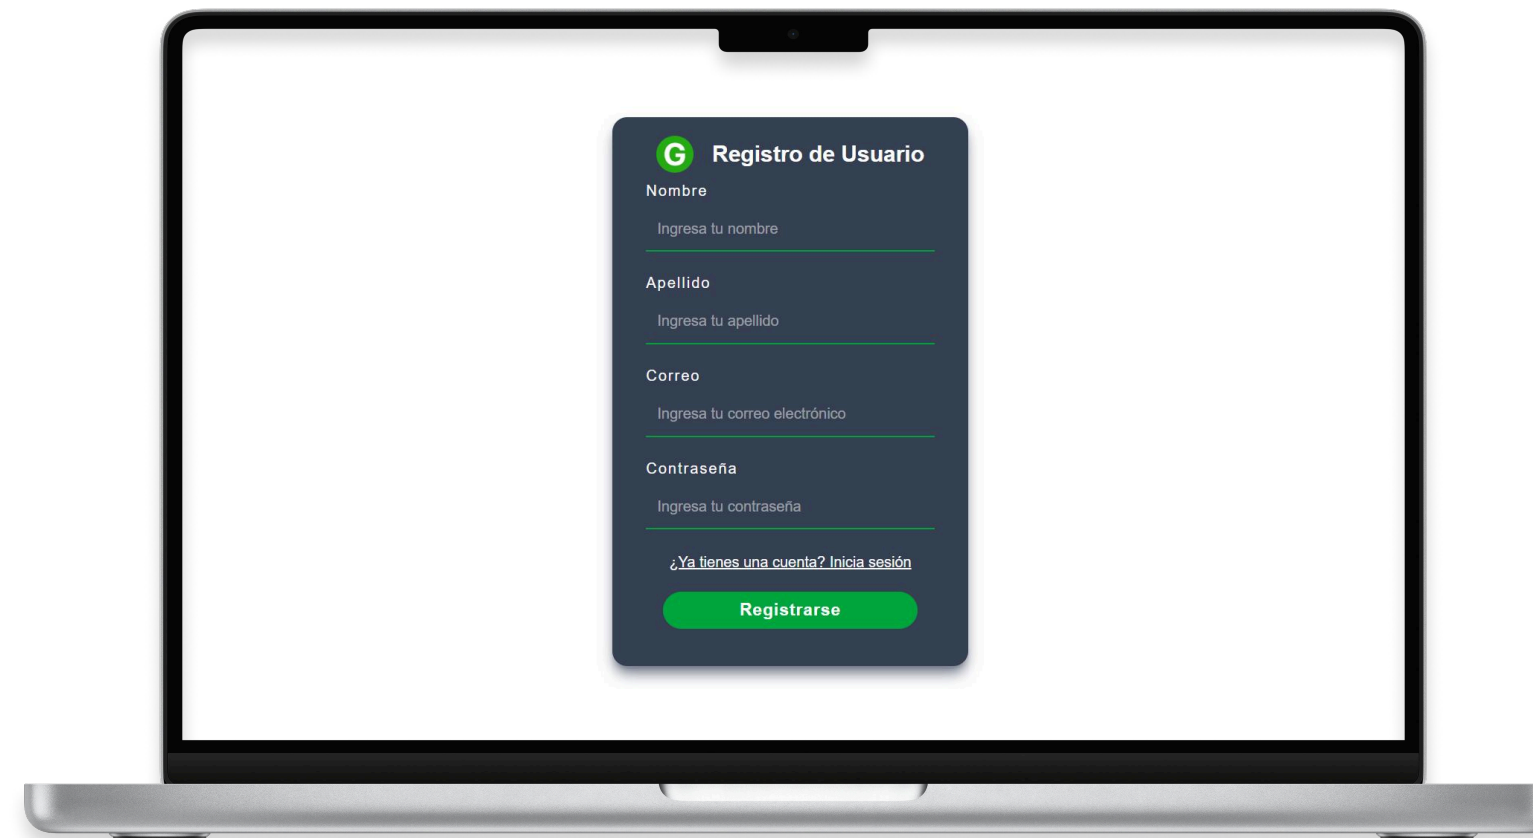 G Registro de Usuario
Nombre
Ingresa tu nombre
Apellido
Ingresa tu apellido
Correo
Ingresa tu correo electrónico
Contraseña
Ingresa tu contraseña
¿Ya tienes una cuenta? Inicia sesión
Registrarse